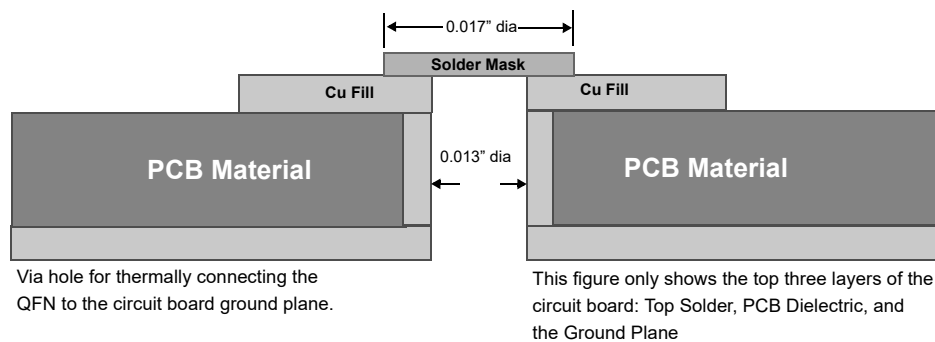 0.017” dia
Solder Mask
Cu Fill
Cu Fill
PCB Material
0.013” dia
PCB Material
Via hole for thermally connecting the
QFN to the circuit board ground plane.
This figure only shows the top three layers of the
circuit board: Top Solder, PCB Dielectric, and
the Ground Plane